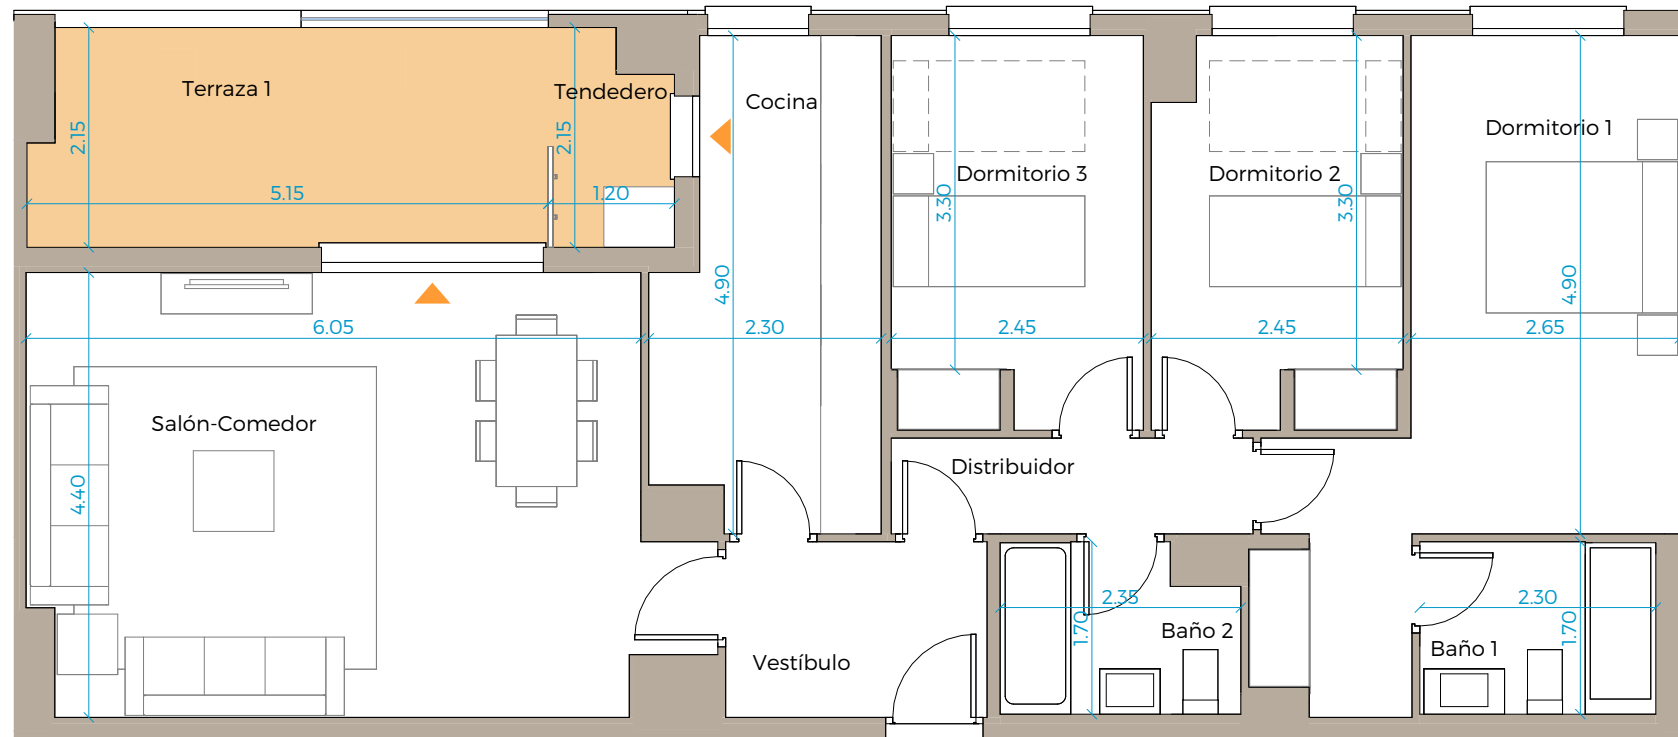 Terraza 1
Tendedero
Cocina
Dormitorio 1
Dormitorio 3
Dormitorio 2
2.15
2.15
5.15
1.20
3.30
3.30
4.90
4.90
6.05
2.30
2.45
2.45
2.65
Salón-Comedor
4.40
Distribuidor
2.35
2.30
1.70
1.70
Baño 2
Baño 1
Vestíbulo